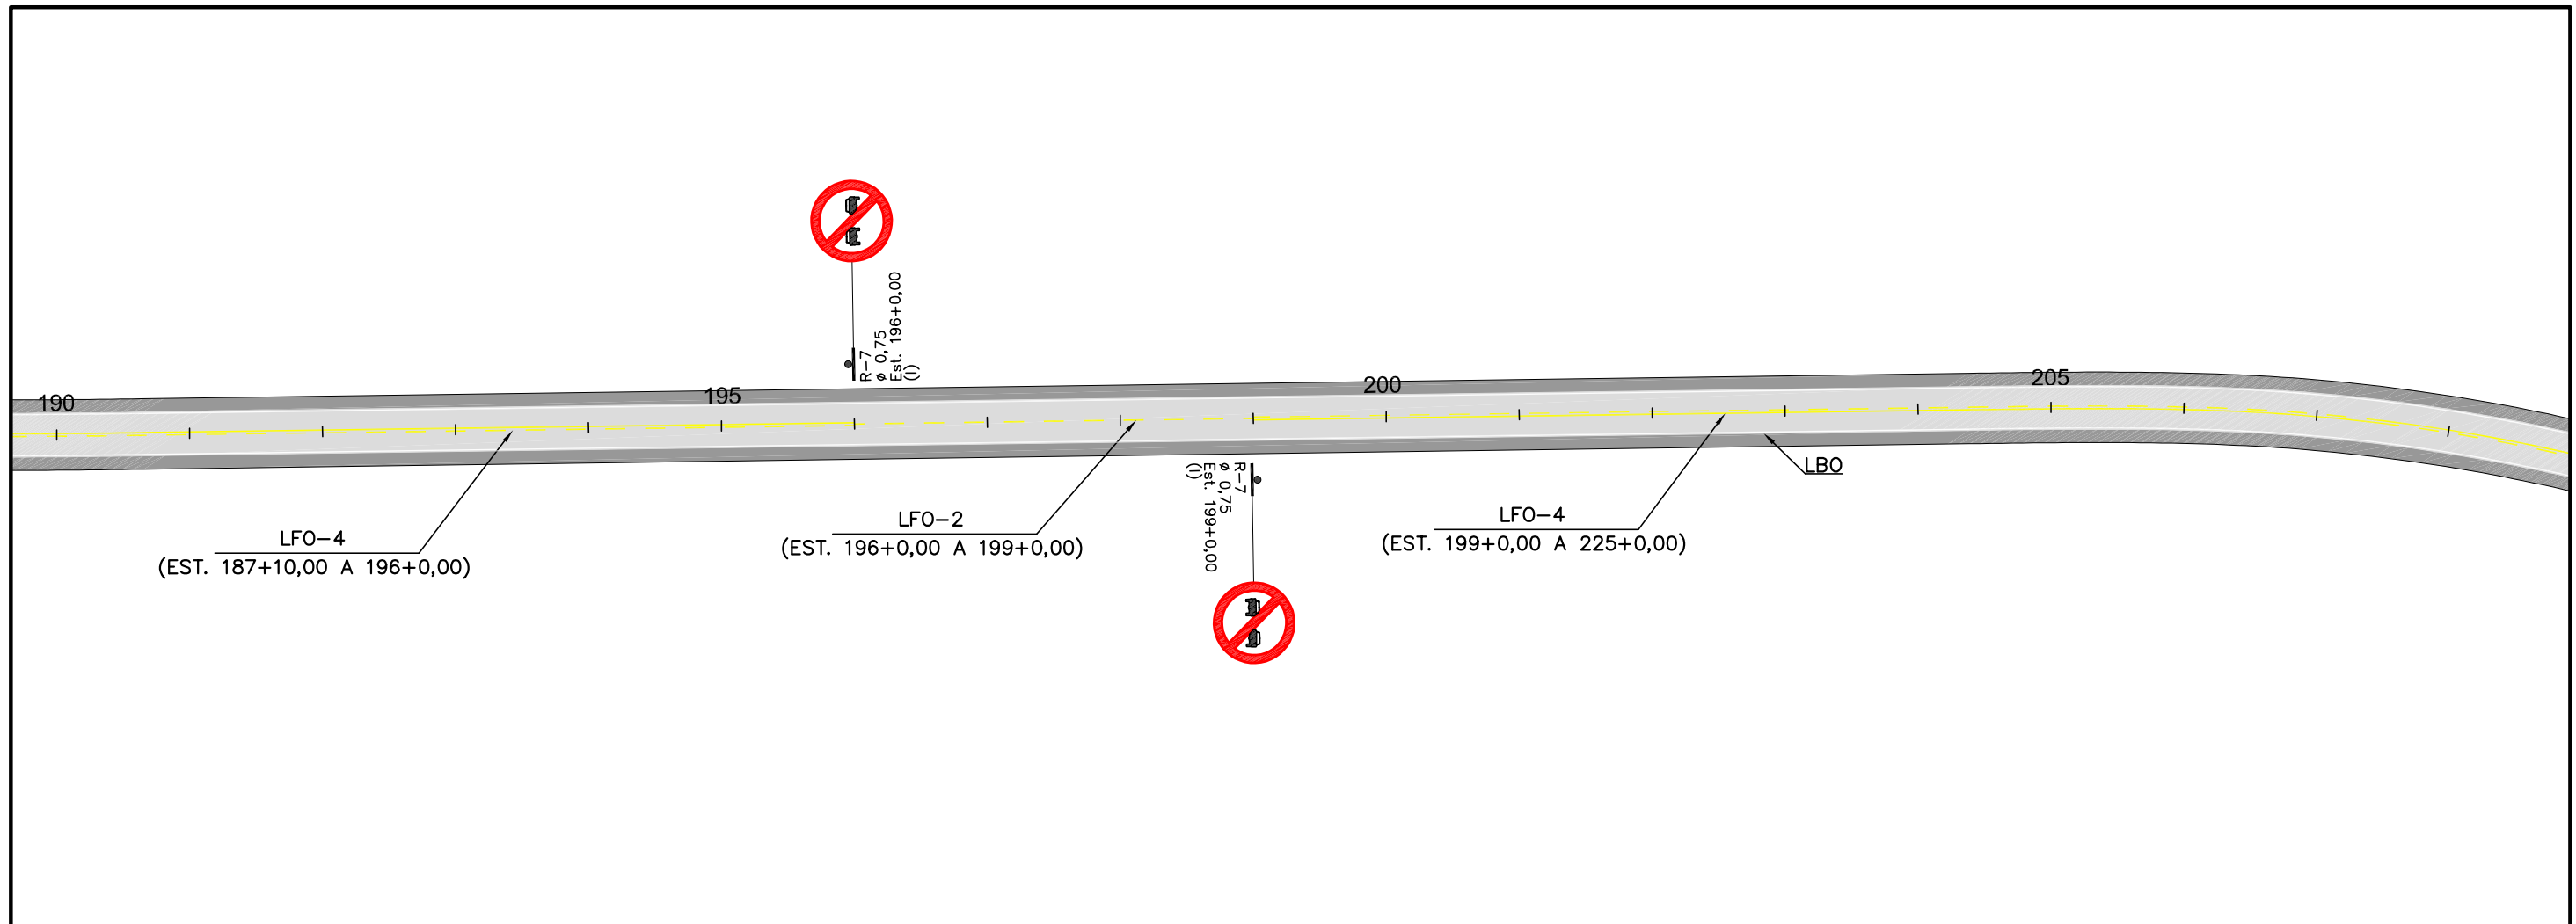 R-7
ø 0,75
Est. 196+0,00
(I)
190
195
200
205
R-7
ø 0,75
Est. 199+0,00
(I)
LBO
LFO-4
(EST. 187+10,00 A 196+0,00)
LFO-2
(EST. 196+0,00 A 199+0,00)
LFO-4
(EST. 199+0,00 A 225+0,00)